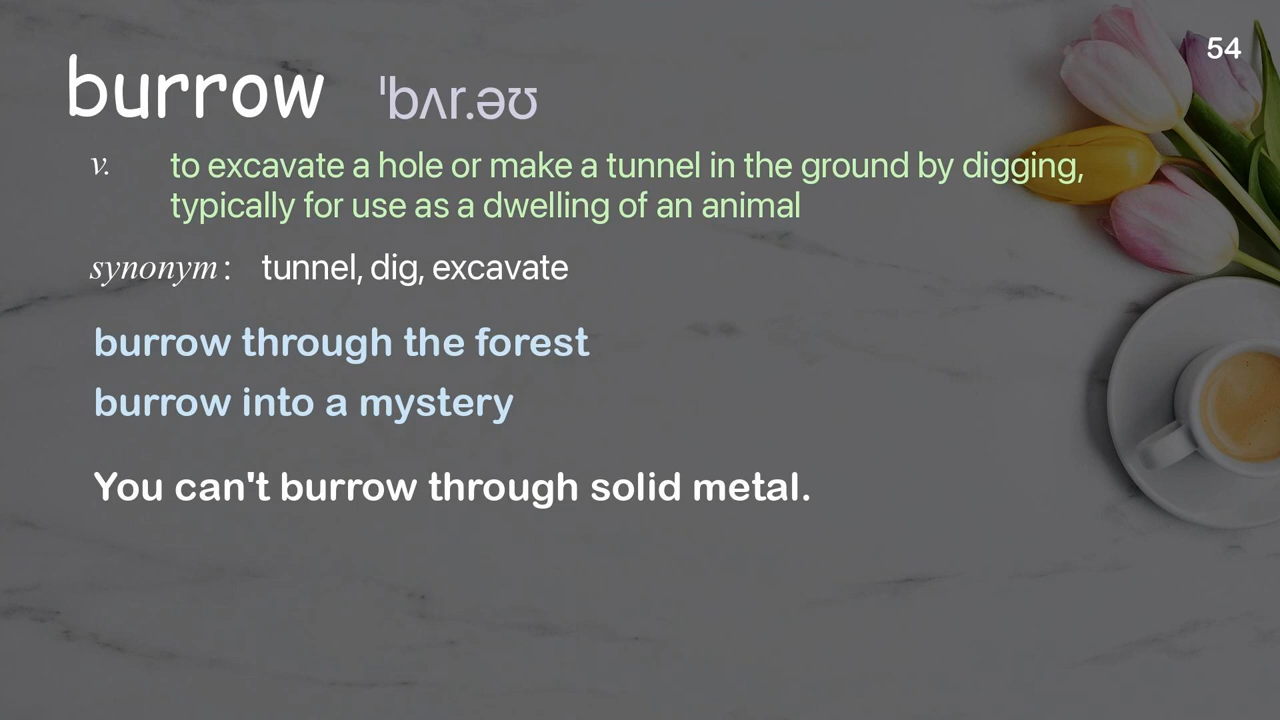 54
burrow ˈbʌr.əʊ
v. to excavate a hole or make a tunnel in the ground by digging,
typically for use as a dwelling of an animal
synonym : tunnel, dig, excavate
burrow through the forest
burrow into a mystery
You can't burrow through solid metal.